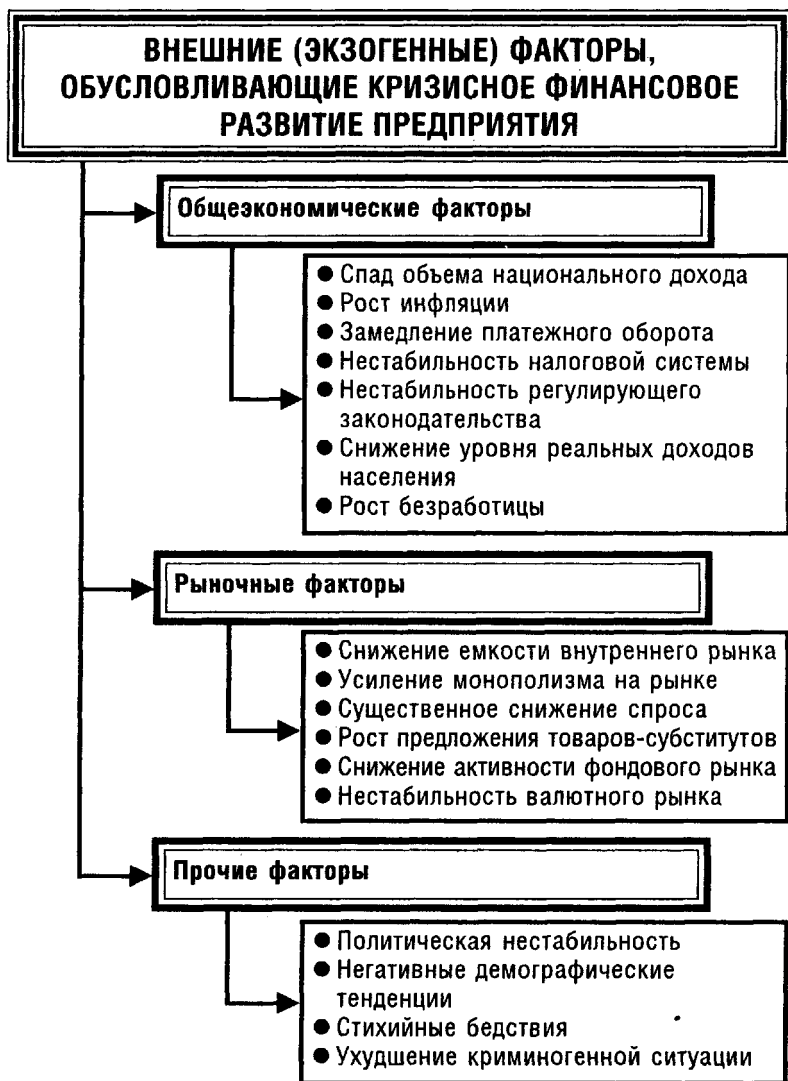 ВНЕШНИЕ (ЭКЗОГЕННЫЕ) ФАКТОРЫ,
ОБУСЛОВЛИВАЮЩИЕ КРИЗИСНОЕ ФИНАНСОВОЕ
РАЗВИТИЕ ПРЕДПРИЯТИЯ
Общеэкономические факторы
● Спад объема национального дохода
● Рост инфляции
● Замедление платежного оборота
● Нестабильность налоговой системы
● Нестабильность регулирующего
законодательства
● Снижение уровня реальных доходов
населения
● Рост безработицы
Рыночные факторы
● Снижение емкости внутреннего рынка
● Усиление монополизма на рынке
● Существенное снижение спроса
● Рост предложения товаров-субститутов
● Снижение активности фондового рынка
● Нестабильность валютного рынка
Прочие факторы
● Политическая нестабильность
● Негативные демографические
тенденции
● Стихийные бедствия
● Ухудшение криминогенной ситуации